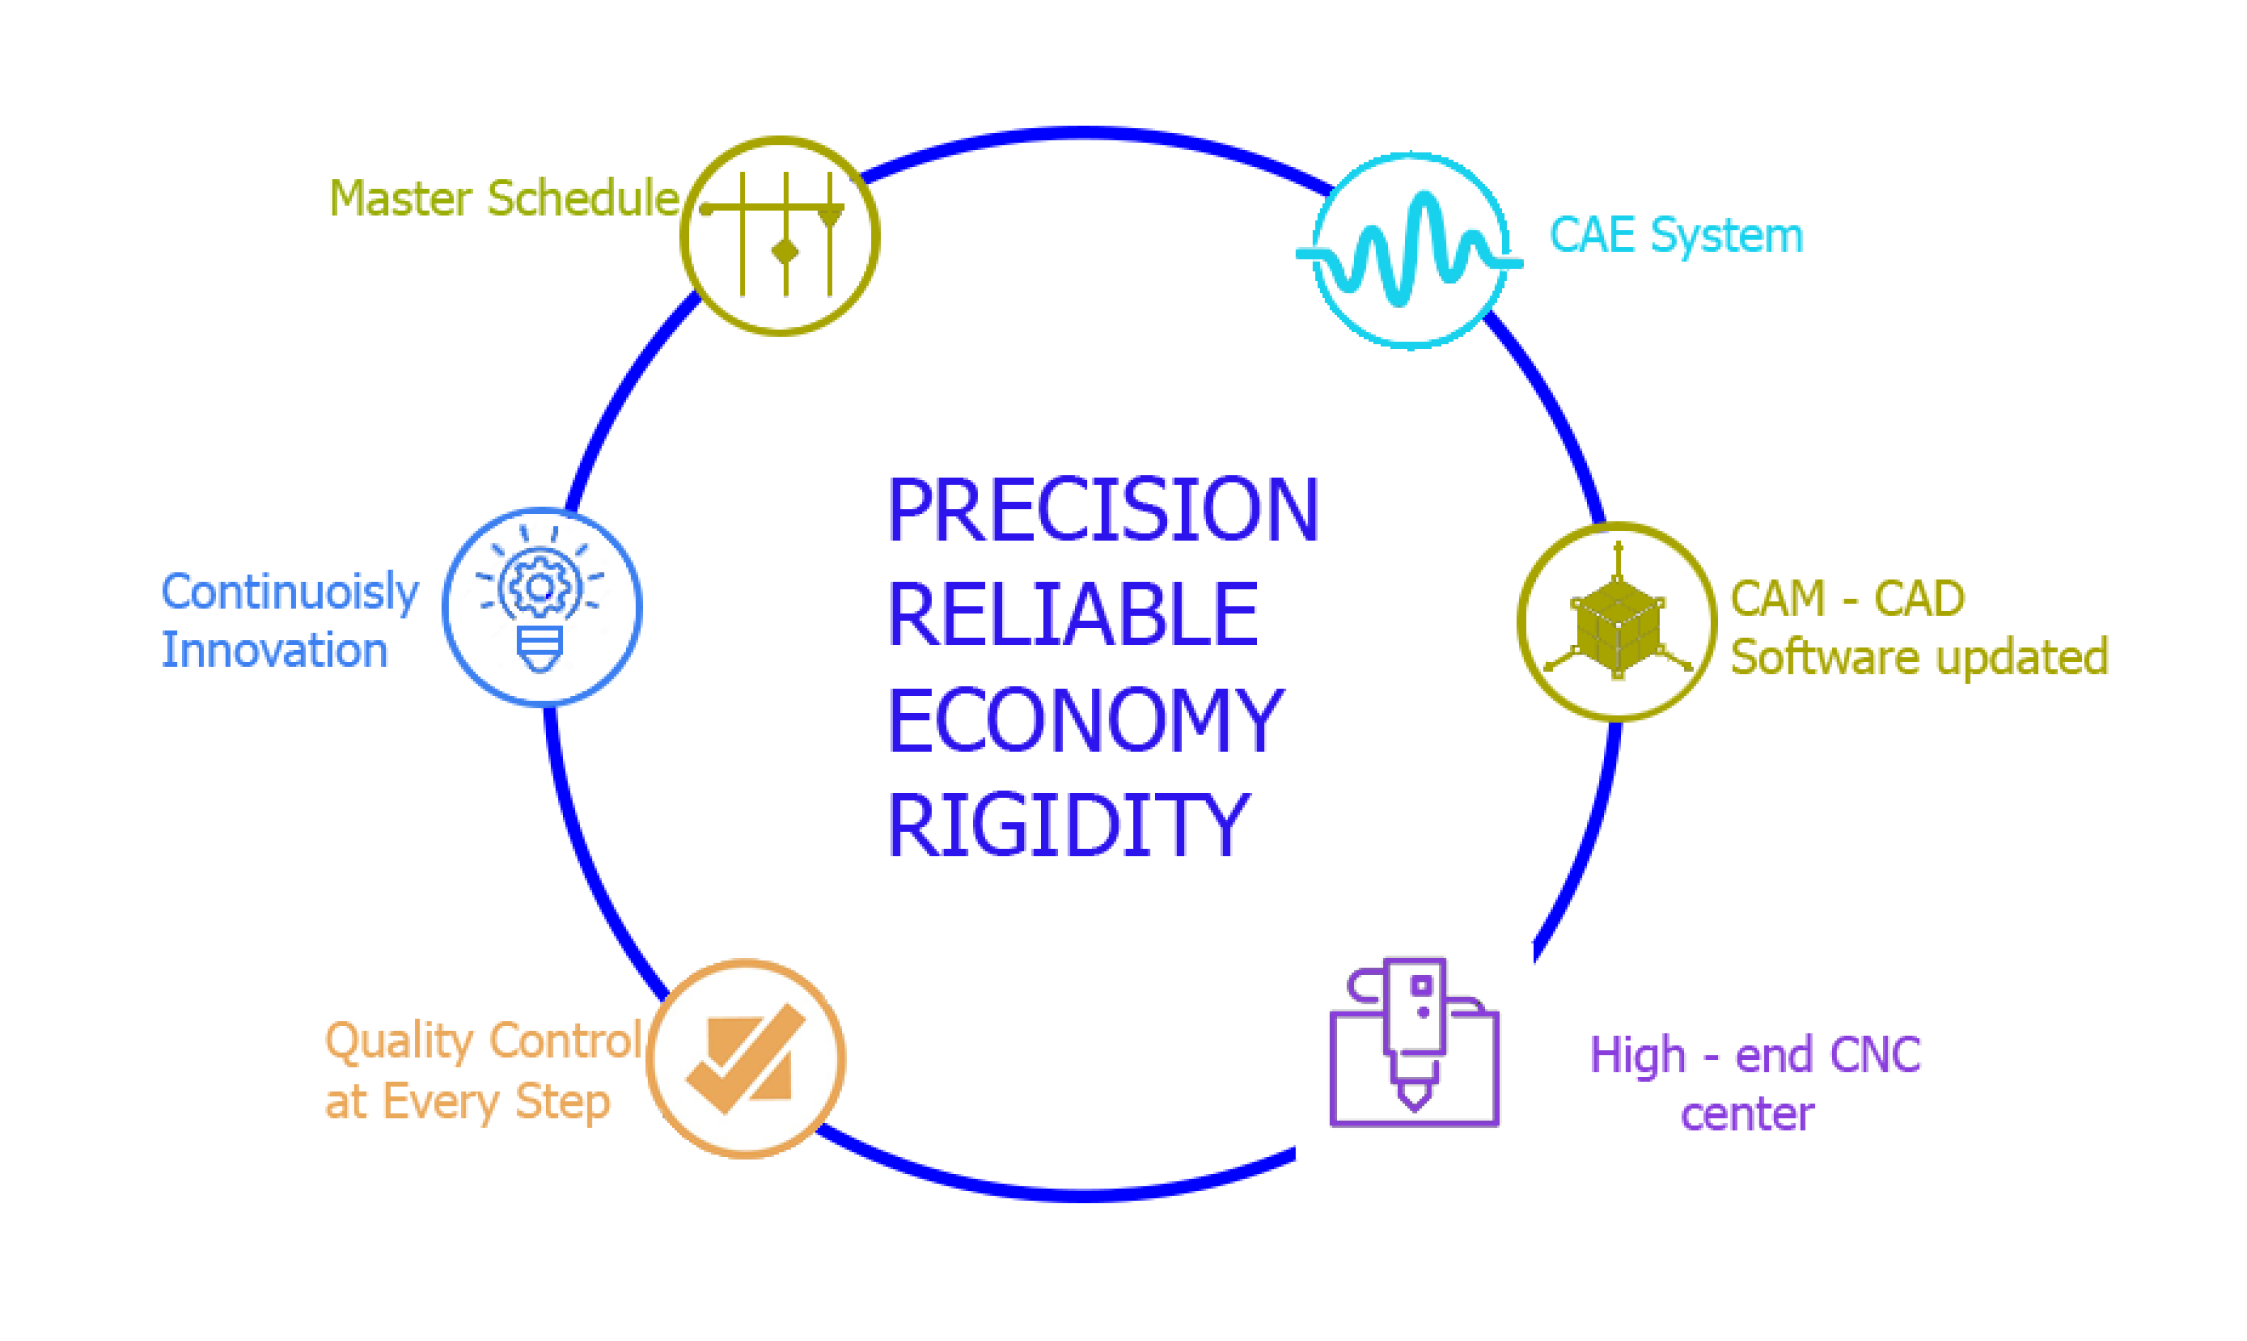 Master Schedule
CAE System
PRECISION
RELIABLE
ECONOMY
RIGIDITY
Continuoisly
Innovation
CAM - CAD
Software updated
Quality Control
at Every Step
High - end CNC
center